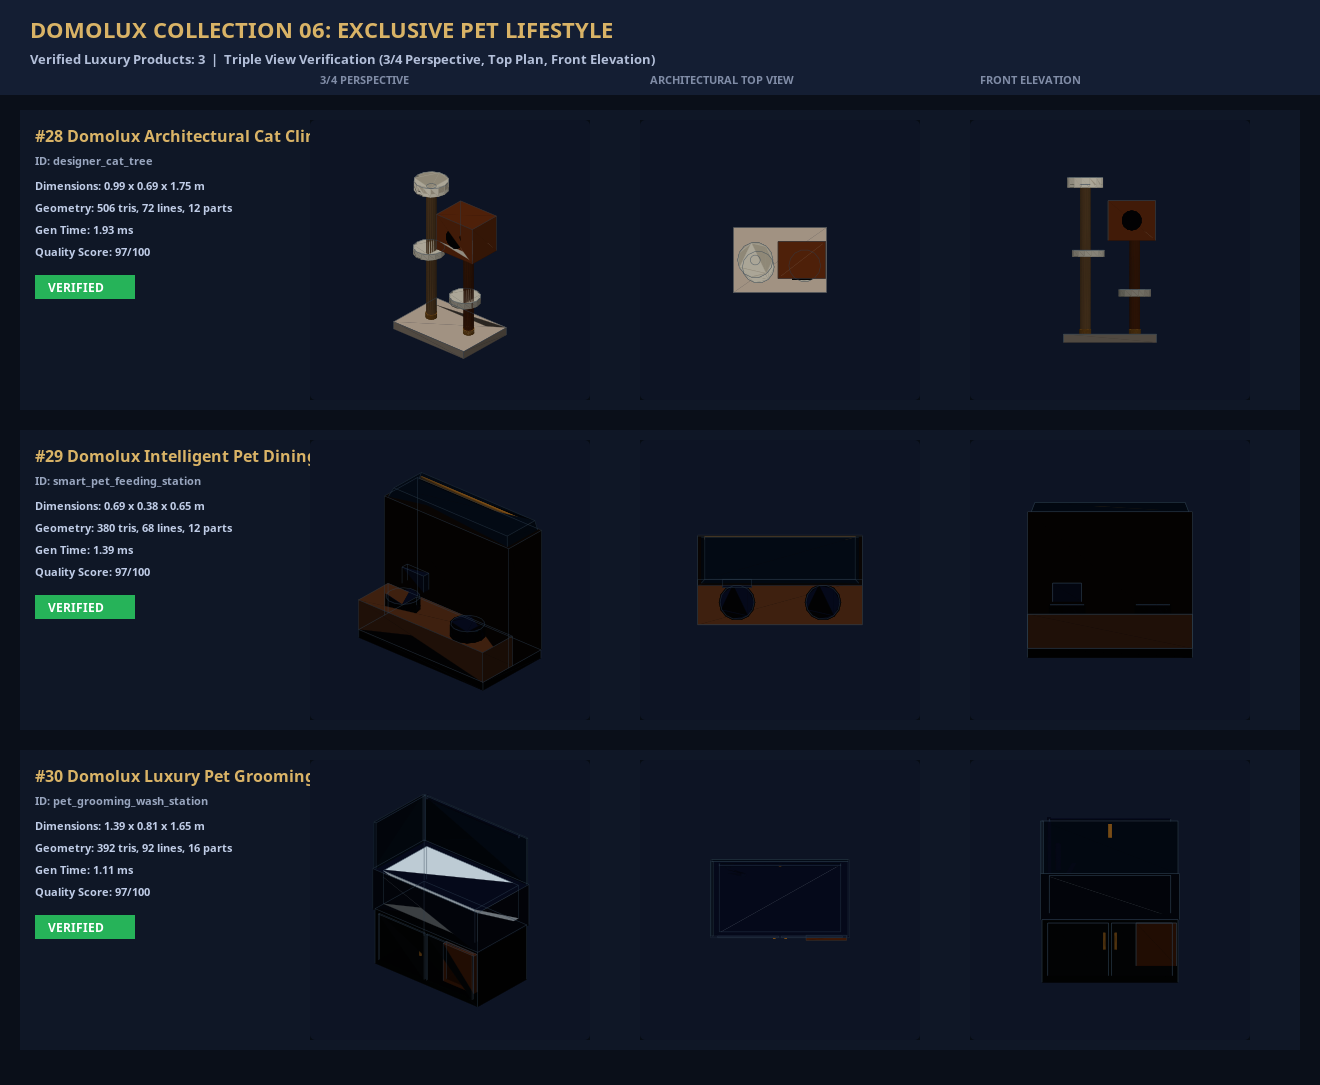 DOMOLUX COLLECTION 06: EXCLUSIVE PET LIFESTYLE
Verified Luxury Products: 3 | Triple View Verification (3/4 Perspective, Top Plan, Front Elevation)
3/4 PERSPECTIVE ARCHITECTURAL TOP VIEW FRONT ELEVATION
#28 Domolux Architectural Cat Clim
ID: designer_cat_tree
Dimensions: 0.99 x 0.69 x 1.75 m
Geometry: 506 tris, 72 lines, 12 parts
Gen Time: 1.93 ms
Quality Score: 97/100
VERIFIED
#29 Domolux Intelligent Pet Dining
ID: smart_pet_feeding_station
Dimensions: 0.69 x 0.38 x 0.65 m
Geometry: 380 tris, 68 lines, 12 parts
Gen Time: 1.39 ms
Quality Score: 97/100
VERIFIED
#30 Domolux Luxury Pet Grooming
ID: pet_grooming_wash_station
Dimensions: 1.39 x 0.81 x 1.65 m
Geometry: 392 tris, 92 lines, 16 parts
Gen Time: 1.11 ms
Quality Score: 97/100
VERIFIED